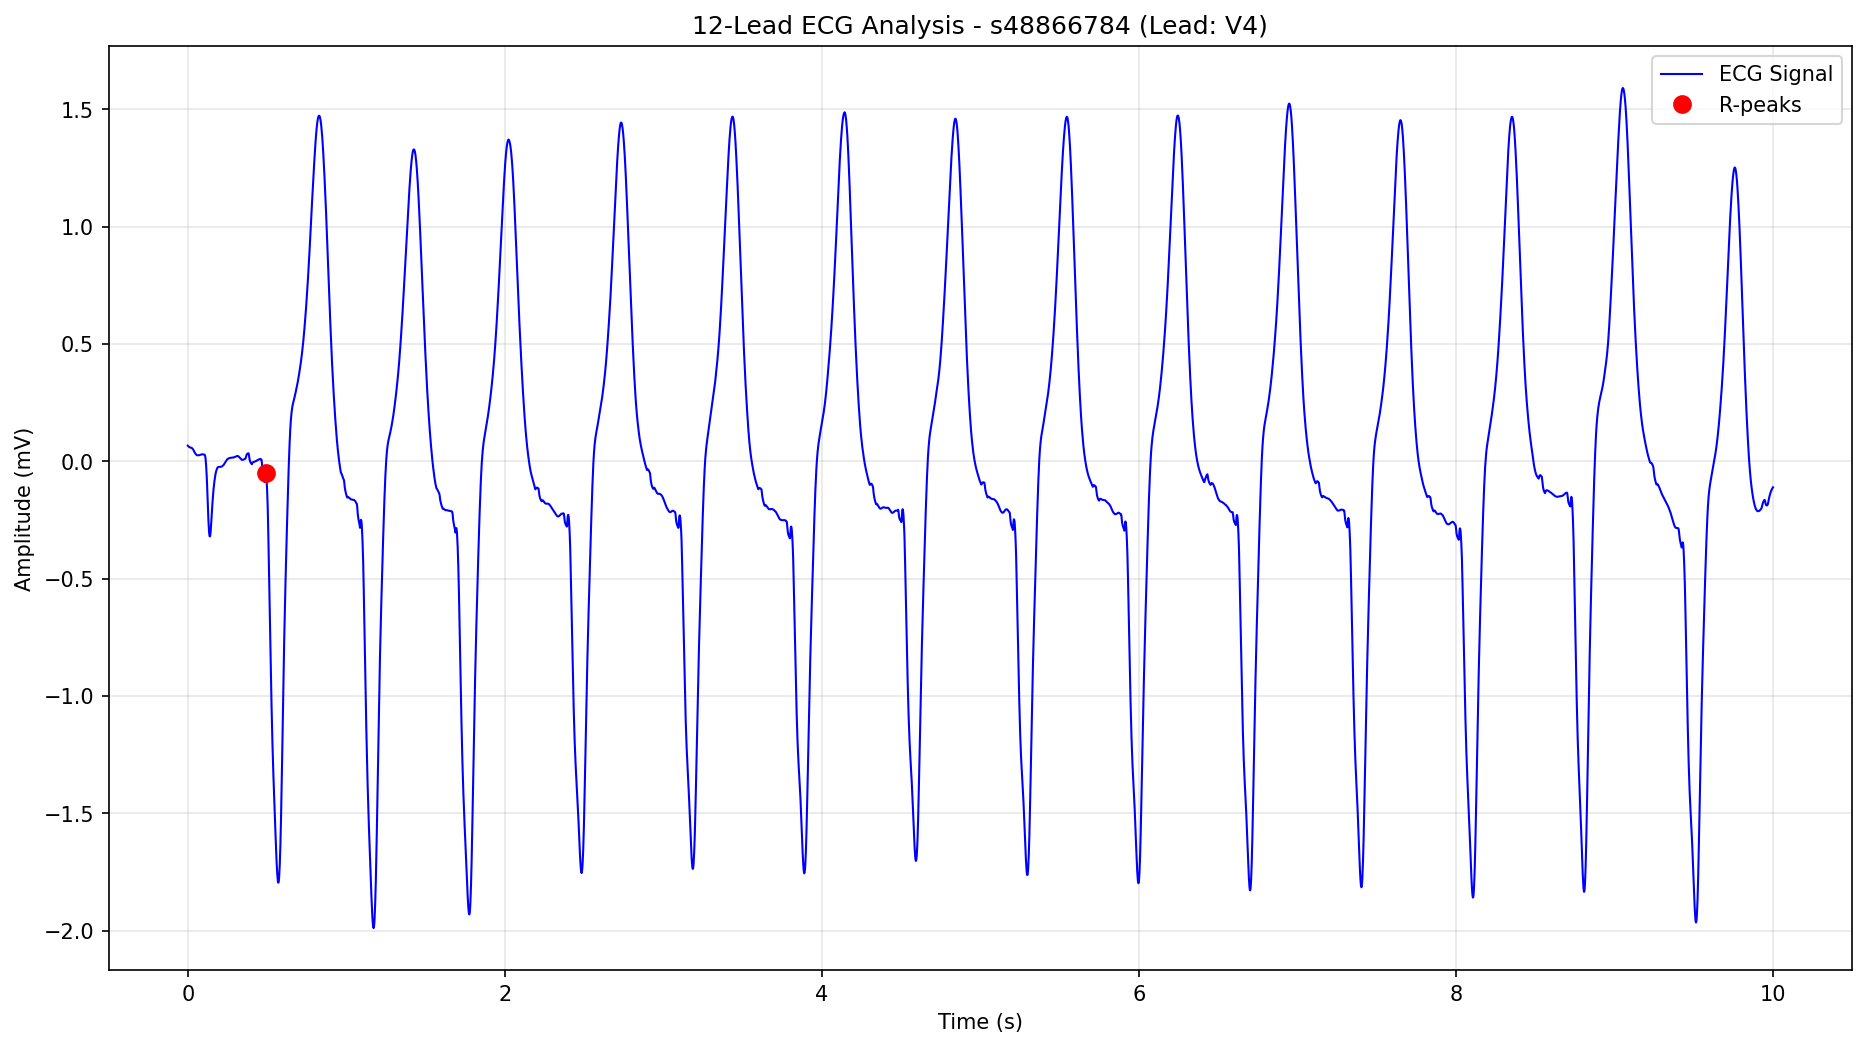 12-Lead ECG Analysis - s48866784 (Lead: V4)
ECG Signal
R-peaks
Amplitude (mV)
1.5
1.0
0.5
0.0
−0.5
−1.0
−1.5
−2.0
0
2
4
6
8
10
Time (s)